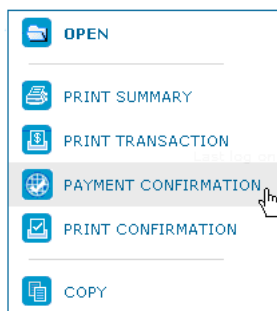 OPEN
PRINT SUMMARY
PRINT TRANSACTION
PAYMENT CONFIRMATION
PRINT CONFIRMATION
COPY